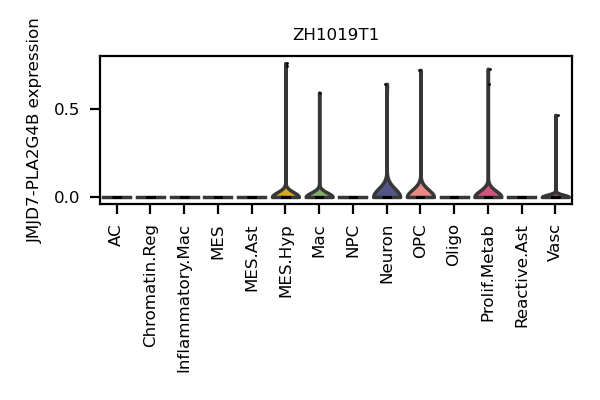 ZH1019T1
JMJD7-PLA2G4B expression
0.5
0.0
AC
Chromatin.Reg
Inflammatory.Mac
MES
MES.Ast
MES.Hyp
Mac
NPC
Neuron
OPC
Oligo
Prolif.Metab
Reactive.Ast
Vasc